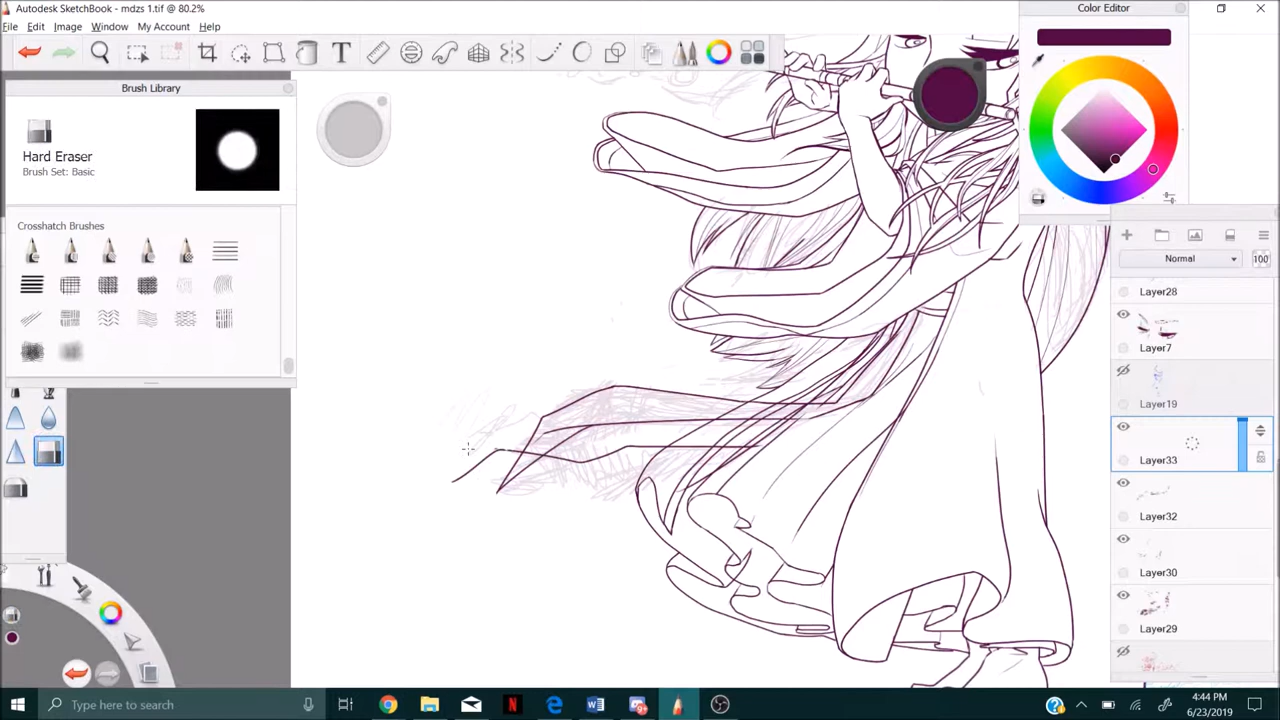 Autodesk SketchBook - mdzs 1.tif @ 80.2%
File Edit Image Window My Account Help
Color Editor
Brush Library
Hard Eraser
Brush Set: Basic
Crosshatch Brushes
Normal
100
Layer28
Layer7
Layer19
Layer33
Layer32
Layer30
Layer29
Type here to search
4:44 PM
6/23/2019